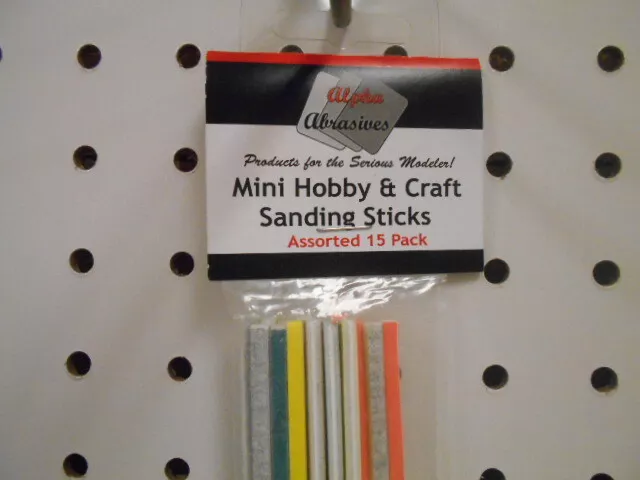 Alpha
Abrasives
Products for the Serious Modeler!
Mini Hobby & Craft
Sanding Sticks
Assorted 15 Pack